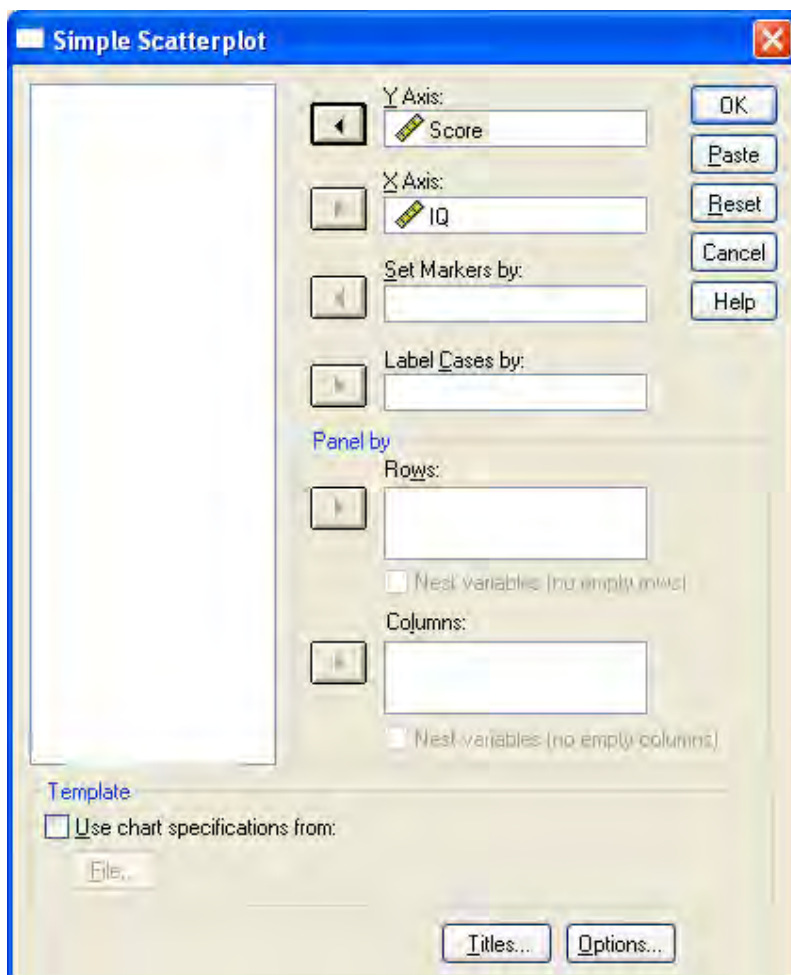 Simple Scatterplot
Y Axis:
Score
X Axis:
IQ
Set Markers by:
Label Cases by:
Panel by
Rows:
Nest variables (no empty rows)
Columns:
Nest variables (no empty columns)
OK
Paste
Reset
Cancel
Help
Template
Use chart specifications from:
File...
Titles...
Options...